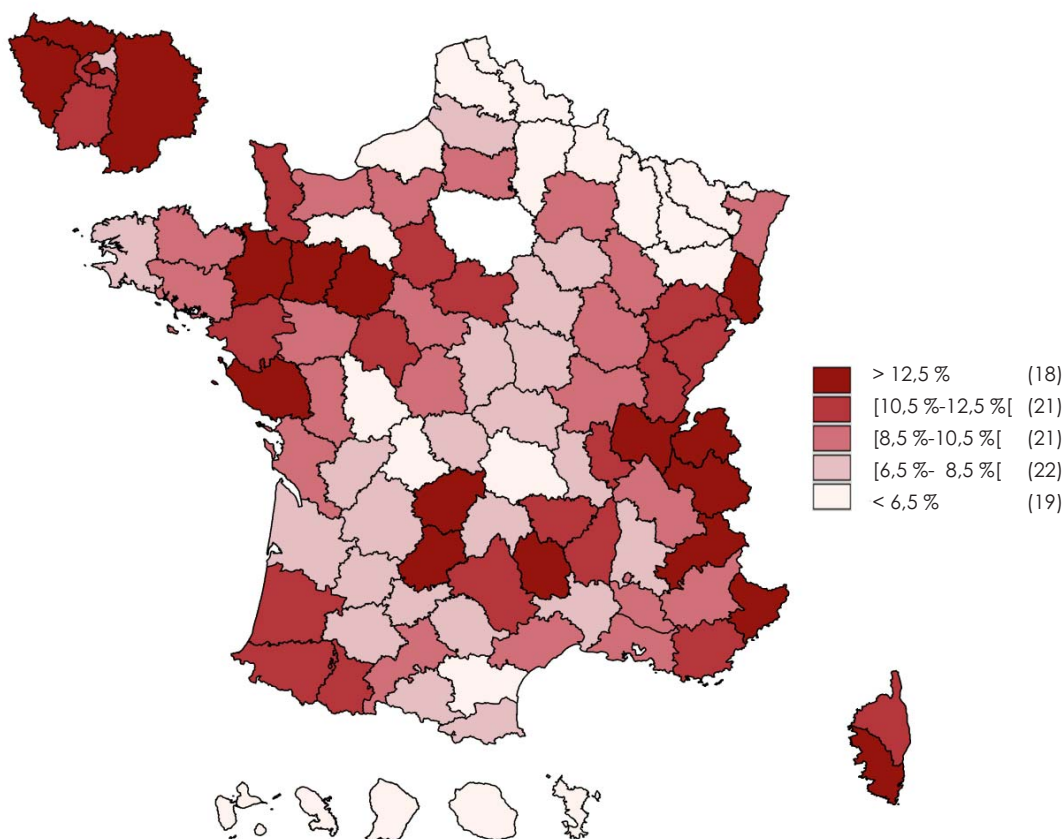 > 12,5 % (18)
[10,5 %-12,5 %[ (21)
[8,5 %-10,5 %[ (21)
[6,5 %- 8,5 %[ (22)
< 6,5 % (19)